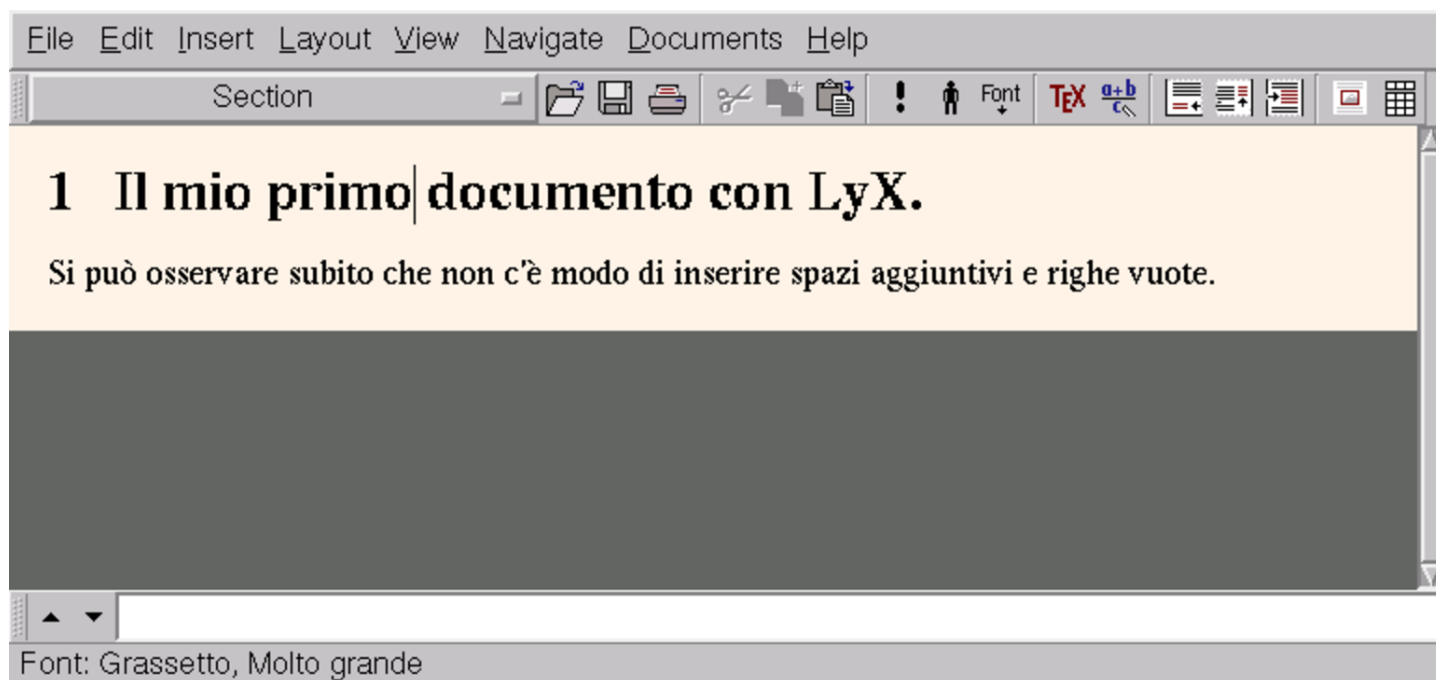 File Edit Insert Layout View Navigate Documents Help
Section Font TEX a+b c
1 Il mio primo documento con LyX.
Si può osservare subito che non c'è modo di inserire spazi aggiuntivi e righe vuote.
Font: Grassetto, Molto grande